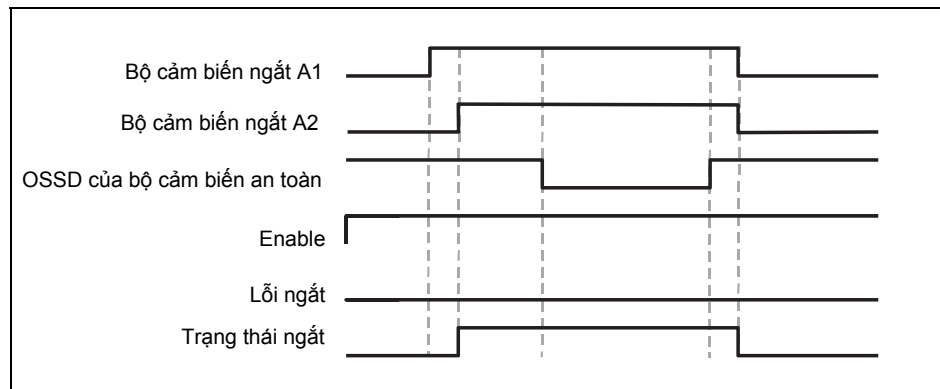 Bộ cảm biến ngắt A1
Bộ cảm biến ngắt A2
OSSD của bộ cảm biến an toàn
Enable
Lỗi ngắt
Trạng thái ngắt